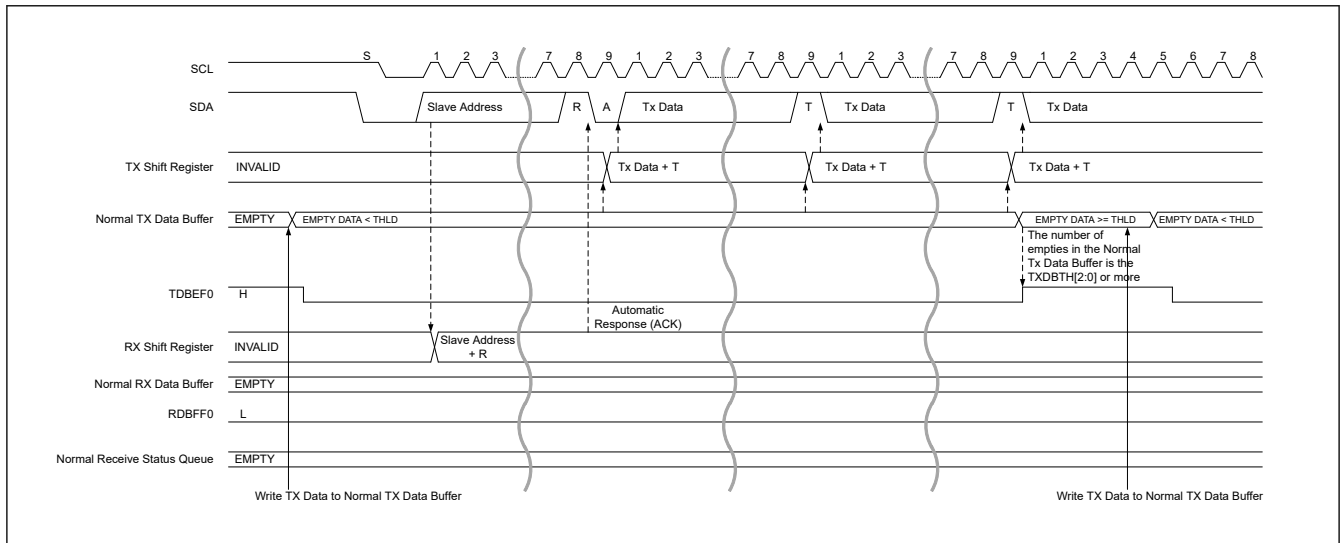 S 1 2 3 7 8 9 1 2 3 7 8 9 1 2 3 7 8 9 1 2 3 4 5 6 7 8
SCL
SDA Slave Address R A Tx Data T Tx Data T Tx Data
TX Shift Register INVALID Tx Data + T Tx Data + T Tx Data + T
Normal TX Data Buffer EMPTY EMPTY DATA < THLD EMPTY DATA >= THLD EMPTY DATA < THLD
The number of
empties in the Normal
Tx Data Buffer is the
TXDBTH[2:0] or more
TDBEF0 H
Automatic
Response (ACK)
RX Shift Register INVALID Slave Address
+ R
Normal RX Data Buffer EMPTY
RDBFF0 L
Normal Receive Status Queue EMPTY
Write TX Data to Normal TX Data Buffer Write TX Data to Normal TX Data Buffer